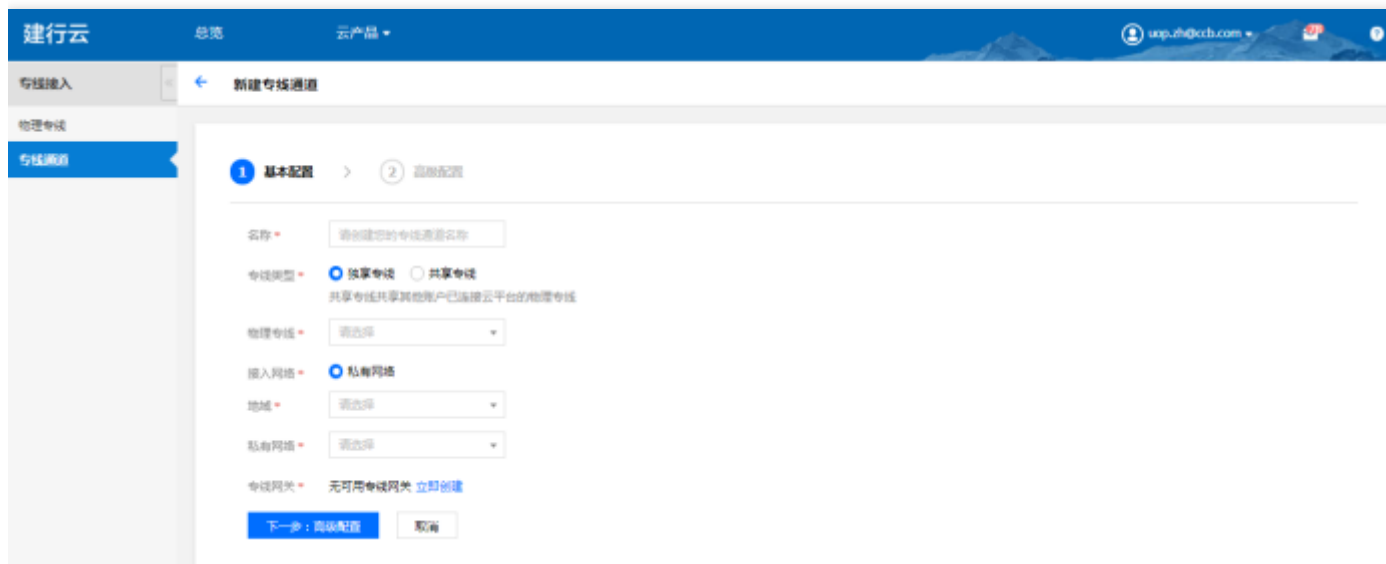 建行云 总览 云产品 uop.zh@ccb.com
专线接入 新建专线通道
物理专线
专线通道
1 基本配置 > 2 高级配置
名称 * 请创建您的专线通道名称
专线类型 * 独享专线 共享专线
共享专线共享其他账户已连接云平台的物理专线
物理专线 * 请选择
接入网络 * 私有网络
地域 * 请选择
私有网络 * 请选择
专线网关 * 无可用专线网关 立即创建
下一步：高级配置 取消